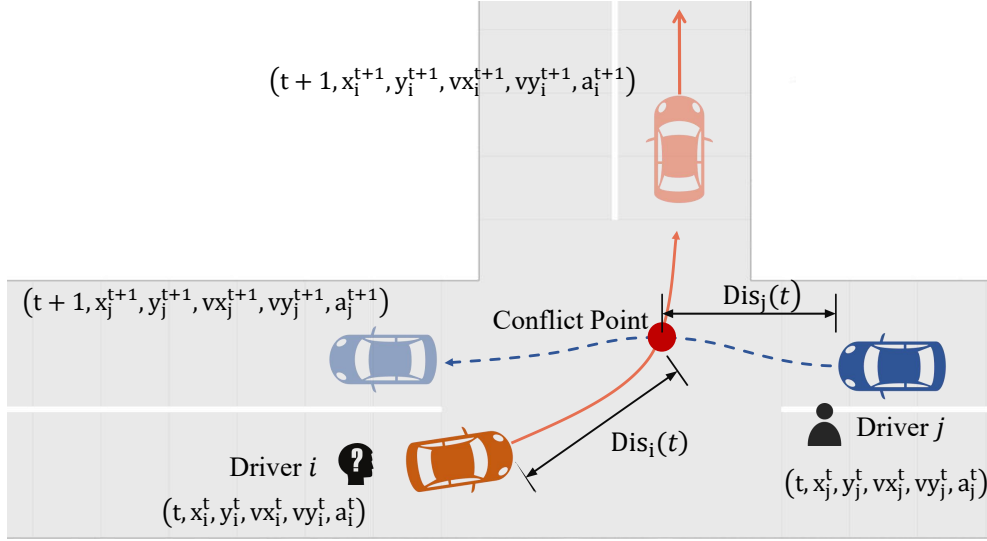 (t + 1, x_i^{t+1}, y_i^{t+1}, vx_i^{t+1}, vy_i^{t+1}, a_i^{t+1})
(t + 1, x_j^{t+1}, y_j^{t+1}, vx_j^{t+1}, vy_j^{t+1}, a_i^{t+1})
Dis_j(t)
Conflict Point
Dis_i(t)
Driver j
Driver i
?
(t, x_j^t, y_j^t, vx_j^t, vy_j^t, a_j^t)
(t, x_i^t, y_i^t, vx_i^t, vy_i^t, a_i^t)